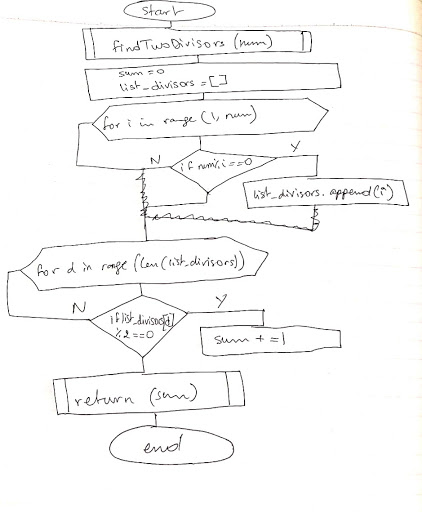 start
findTwoDivisors (num)
sum = 0
list_divisors = []
for i in range (1, num)
N
if num%i==0
Y
list_divisors.append(i)
for d in range (len(list_divisors))
N
if list_divisors[d]
%2==0
Y
sum + =1
return (sum)
end